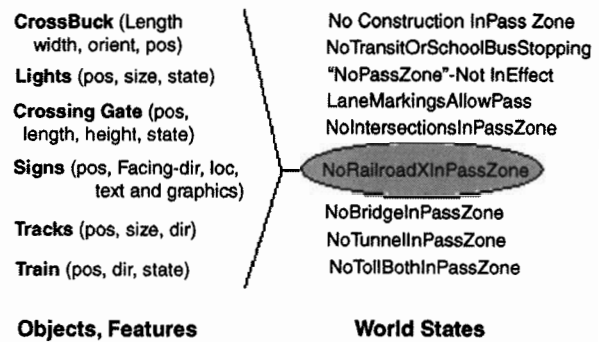 CrossBuck (Length
width, orient, pos)
Lights (pos, size, state)
Crossing Gate (pos,
length, height, state)
Signs (pos, Facing-dir, loc,
text and graphics)
Tracks (pos, size, dir)
Train (pos, dir, state)
Objects, Features
No Construction InPass Zone
NoTransitOrSchoolBusStopping
“NoPassZone”-Not InEffect
LaneMarkingsAllowPass
NoIntersectionsInPassZone
NoRailroadXInPassZone
NoBridgeInPassZone
NoTunnelInPassZone
NoTollBothInPassZone
World States